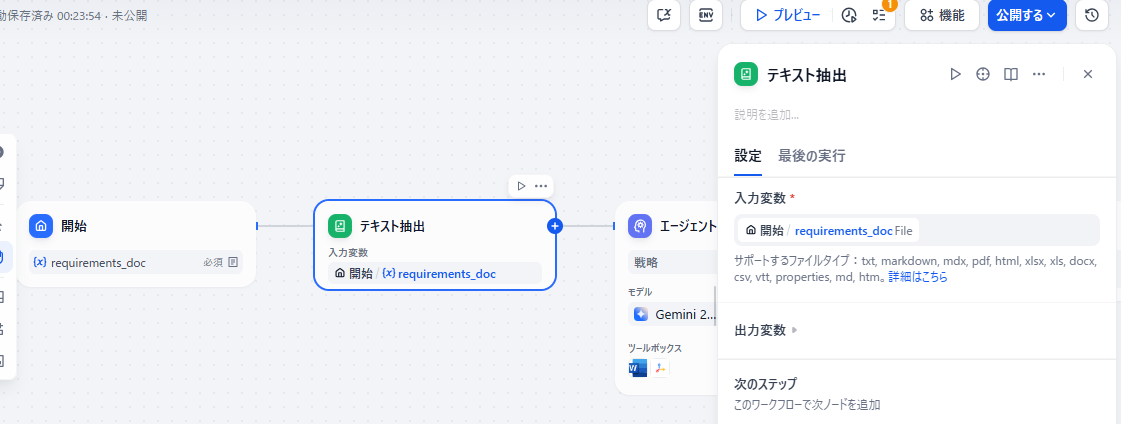 動保存済み 00:23:54 · 未公開
ENV
プレビュー
1
機能
公開する
開始
{x} requirements_doc 必須
テキスト抽出
入力変数
開始 / {x} requirements_doc
エージェント
戦略
モデル
Gemini 2...
ツールボックス
テキスト抽出
説明を追加...
設定 最後の実行
入力変数 *
開始 / requirements_doc File
サポートするファイルタイプ：txt, markdown, mdx, pdf, html, xlsx, xls, docx,
csv, vtt, properties, md, htm。詳細はこちら
出力変数
次のステップ
このワークフローで次ノードを追加